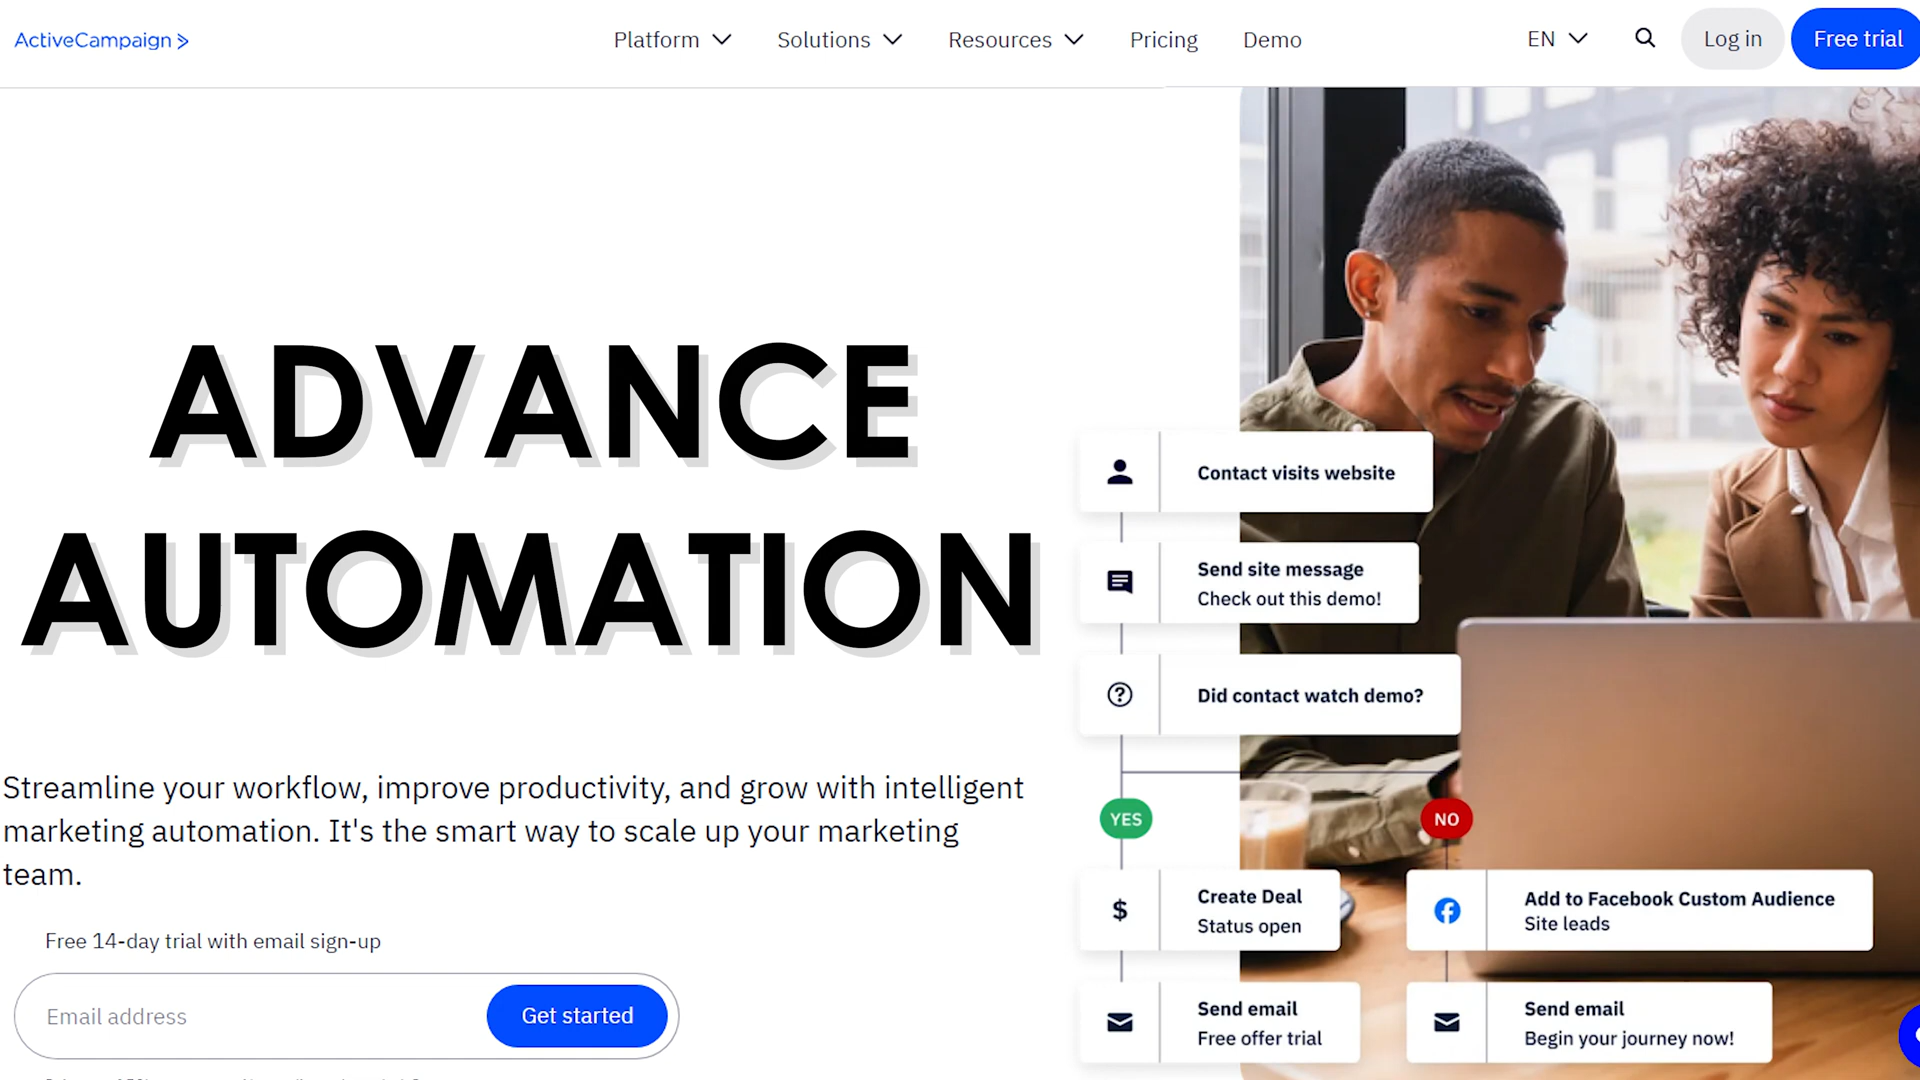 ActiveCampaign >
Platform
Solutions
Resources
Pricing
Demo
EN
Log in
Free trial
ADVANCE
AUTOMATION
Streamline your workflow, improve productivity, and grow with intelligent
marketing automation. It's the smart way to scale up your marketing
team.
Free 14-day trial with email sign-up
Email address
Get started
Contact visits website
Send site message
Check out this demo!
Did contact watch demo?
YES
NO
$
Create Deal
Status open
Add to Facebook Custom Audience
Site leads
Send email
Free offer trial
Send email
Begin your journey now!